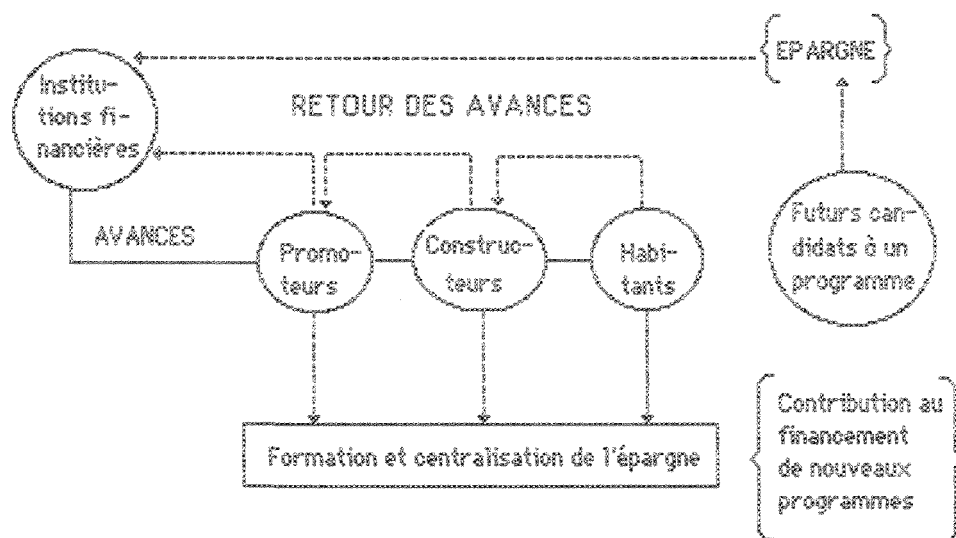 {EPARGNE}
Institu-
tions fi-
nancières
RETOUR DES AVANCES
AVANCES
Promo-
teurs
Construc-
teurs
Habi-
tants
Futurs can-
didats à un
programme
Formation et centralisation de l'épargne
Contribution au
financement
de nouveaux
programmes